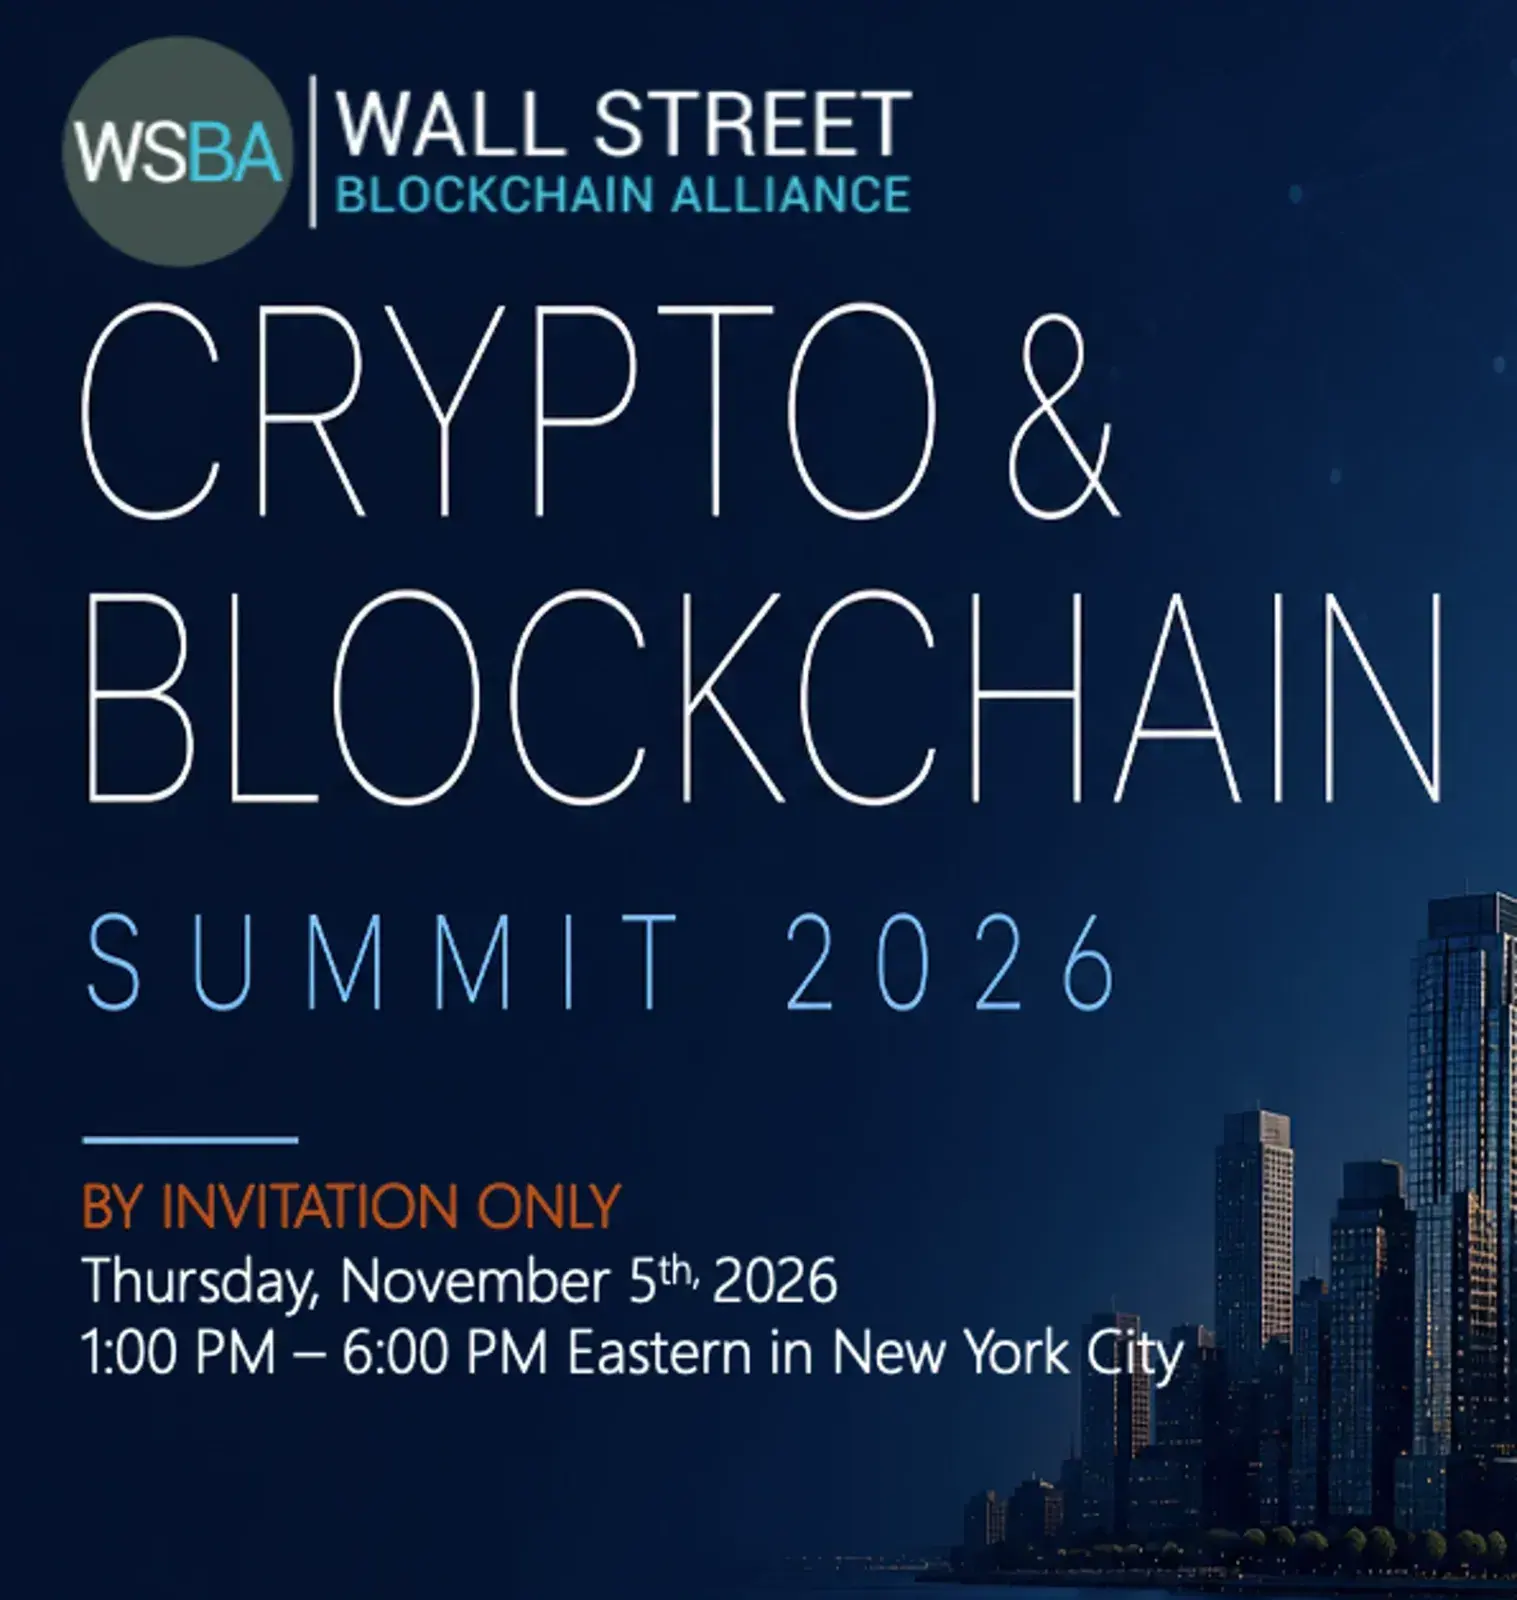 WSBA
WALL STREET
BLOCKCHAIN ALLIANCE
CRYPTO &
BLOCKCHAIN
SUMMIT 2026
BY INVITATION ONLY
Thursday, November 5th, 2026
1:00 PM – 6:00 PM Eastern in New York City